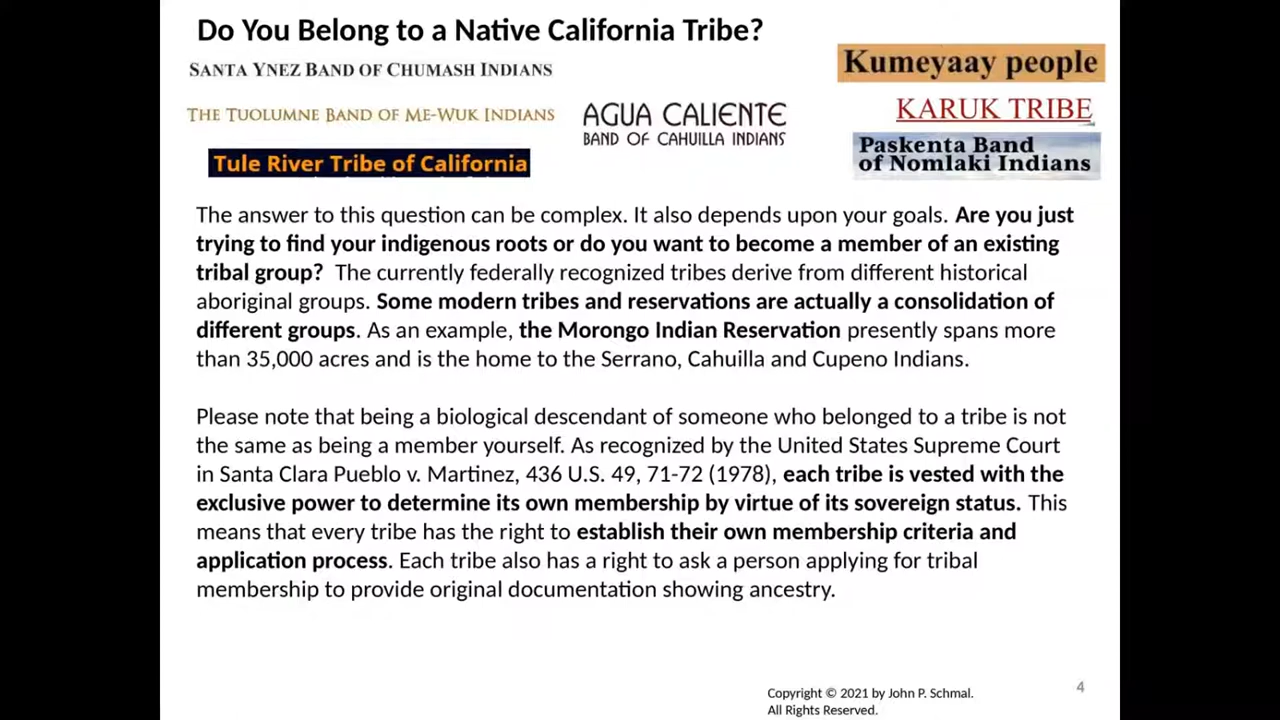 Do You Belong to a Native California Tribe?
SANTA YNEZ BAND OF CHUMASH INDIANS
Kumeyaay people
THE TUOLUMNE BAND OF ME-WUK INDIANS
AGUA CALIENTE
BAND OF CAHUILLA INDIANS
KARUK TRIBE
Tule River Tribe of California
Paskenta Band
of Nomlaki Indians
The answer to this question can be complex. It also depends upon your goals. Are you just
trying to find your indigenous roots or do you want to become a member of an existing
tribal group? The currently federally recognized tribes derive from different historical
aboriginal groups. Some modern tribes and reservations are actually a consolidation of
different groups. As an example, the Morongo Indian Reservation presently spans more
than 35,000 acres and is the home to the Serrano, Cahuilla and Cupeno Indians.
Please note that being a biological descendant of someone who belonged to a tribe is not
the same as being a member yourself. As recognized by the United States Supreme Court
in Santa Clara Pueblo v. Martinez, 436 U.S. 49, 71-72 (1978), each tribe is vested with the
exclusive power to determine its own membership by virtue of its sovereign status. This
means that every tribe has the right to establish their own membership criteria and
application process. Each tribe also has a right to ask a person applying for tribal
membership to provide original documentation showing ancestry.
Copyright © 2021 by John P. Schmal.
All Rights Reserved.
4